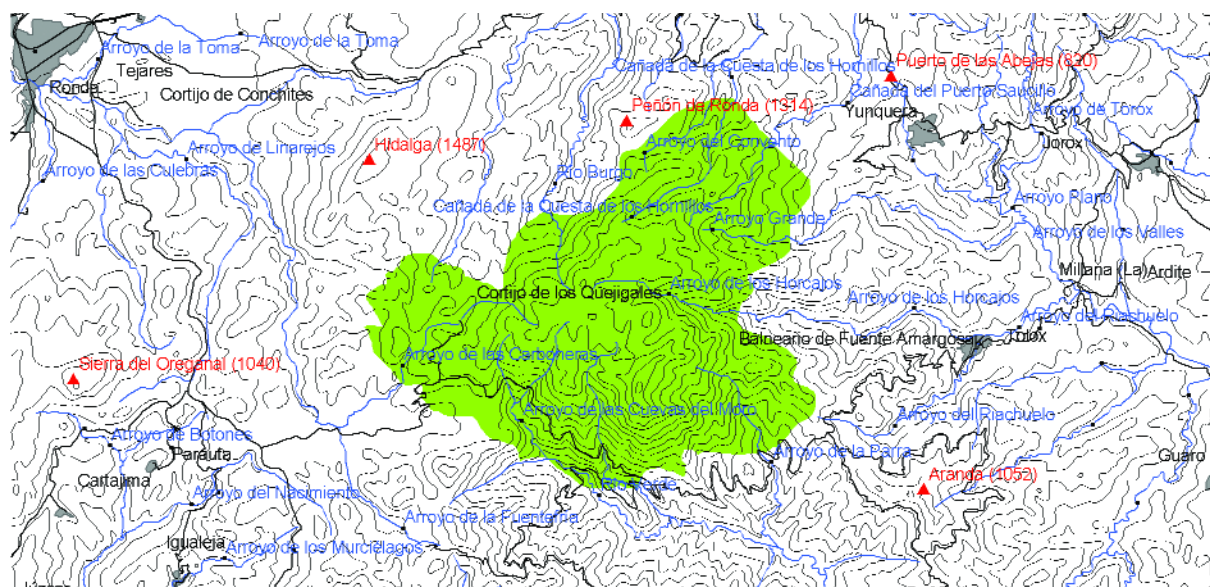 Arroyo de la Toma
Arroyo de la Toma
Tejares
Ronda
Cortijo de Conchites
Cañada de la Cuesta de los Hornillos
Puerto de las Abejas (820)
Cañada del Puerto Saucillo
Peñón de Ronda (1314)
Yunquera
Arroyo de Torox
Hidalga (1487)
Arroyo de Linarejos
Arroyo del Convento
Jorox
Arroyo de las Culebras
Río Burgo
Arroyo Plano
Cañada de la Questa de los Hornillos
Arroyo Grande
Arroyo de los Valles
Millana (La)
Ardite
Arroyo de los Horcajos
Cortijo de los Quejigales
Arroyo de los Horcajos
Arroyo del Riachuelo
Balneario de Fuente Amargosa
Tolox
Arroyo de las Carboneras
Sierra del Oreganal (1040)
Arroyo de las Cuevas del Moro
Arroyo del Riachuelo
Arroyo de Botones
Parauta
Arroyo de la Parra
Guaro
Cartajima
Aranda (1052)
Río Verde
Arroyo del Nacimiento
Arroyo de la Fuenfría
Igualeja
Arroyo de los Murciélagos